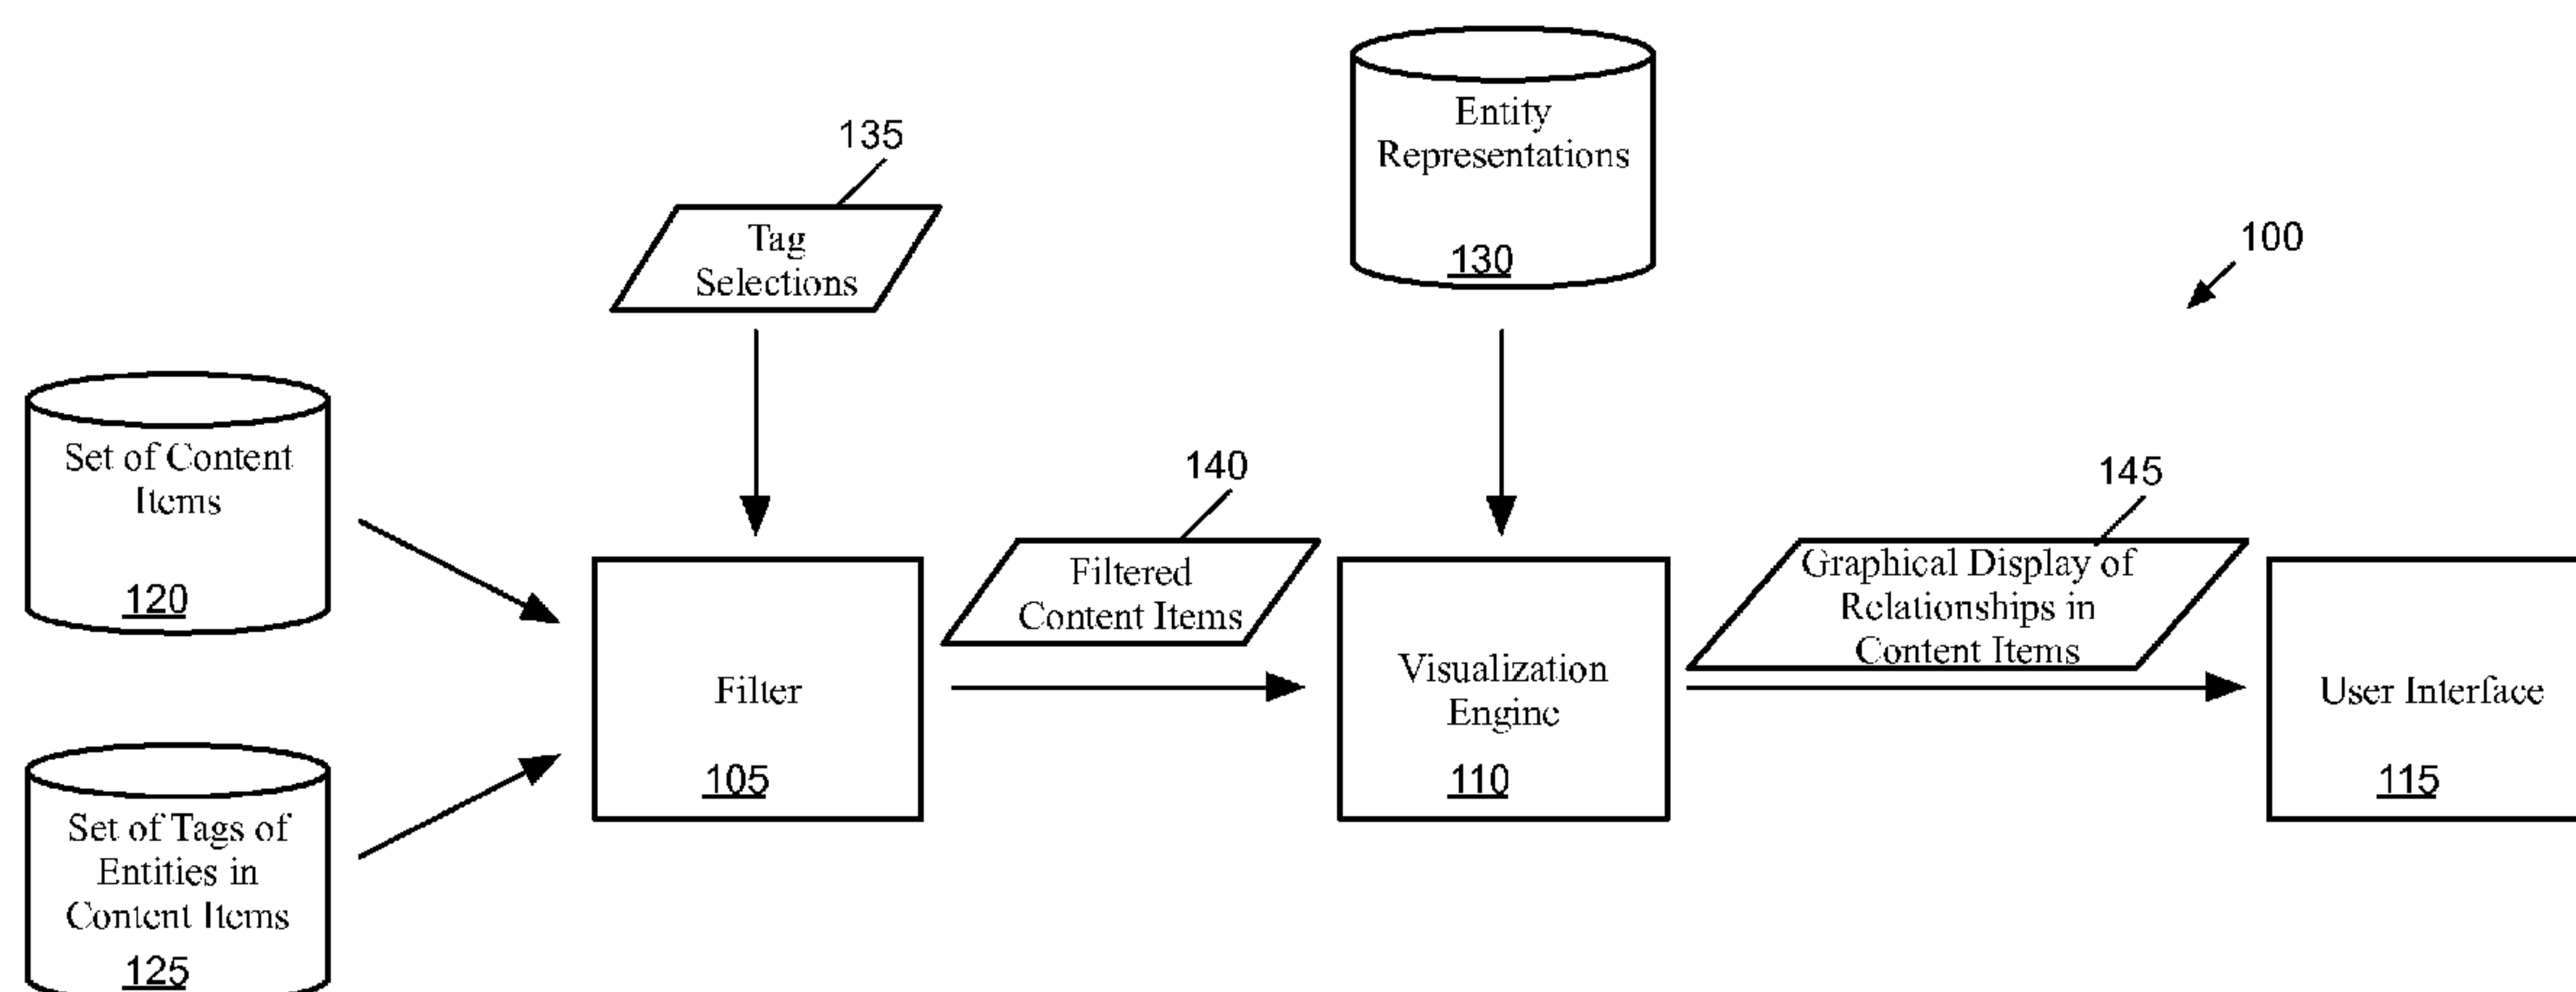 135
Tag
Selections
Entity
Representations
130
100
Set of Content
Items
120
140
Filtered
Content Items
145
Graphical Display of
Relationships in
Content Items
Filter
105
Visualization
Engine
110
User Interface
115
Set of Tags of
Entities in
Content Items
125